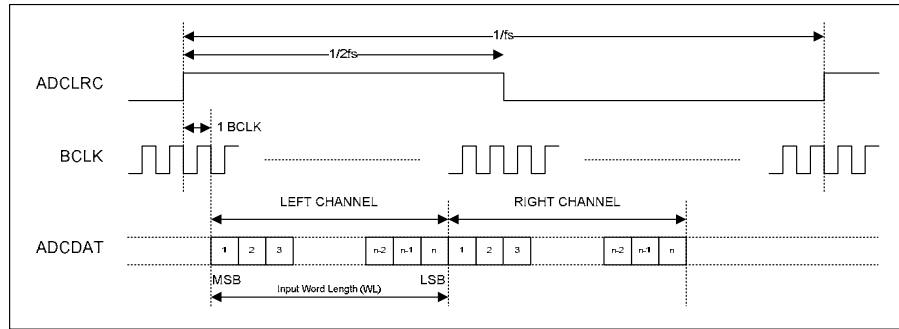 1/fs
1/2fs
ADCLRC
1 BCLK
BCLK
LEFT CHANNEL RIGHT CHANNEL
ADCDAT 1 2 3 n-2 n-1 n 1 2 3 n-2 n-1 n
MSB LSB
Input Word Length (WL)